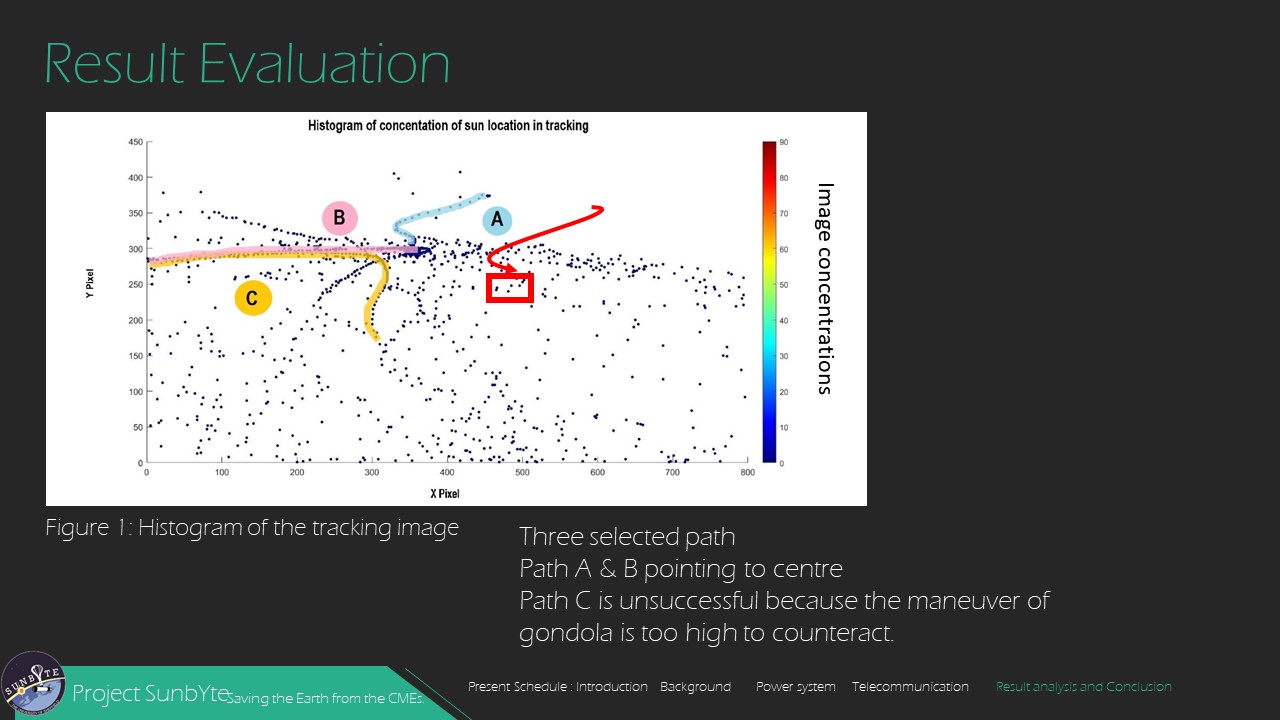 Result Evaluation
Histogram of concentation of sun location in tracking
450
400
350
300
250
200
150
100
50
0
0 100 200 300 400 500 600 700 800
Y Pixel
X Pixel
A
B
C
90
80
70
60
50
40
30
20
10
0
Image concentrations
Figure 1: Histogram of the tracking image
Three selected path
Path A & B pointing to centre
Path C is unsuccessful because the maneuver of
gondola is too high to counteract.
SUNBYTE
Project SunbYte Saving the Earth from the CMEs.
Present Schedule : Introduction Background Power system Telecommunication Result analysis and Conclusion